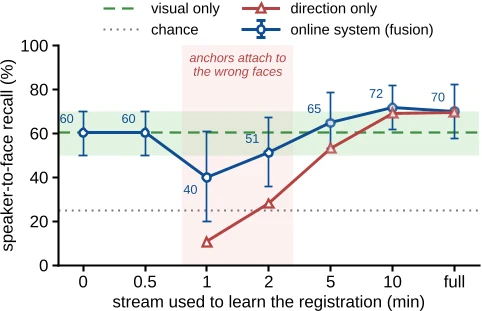 visual only
direction only
chance
online system (fusion)
speaker-to-face recall (%)
100
80
60
40
20
0
anchors attach to
the wrong faces
60
60
40
51
65
72
70
0
0.5
1
2
5
10
full
stream used to learn the registration (min)